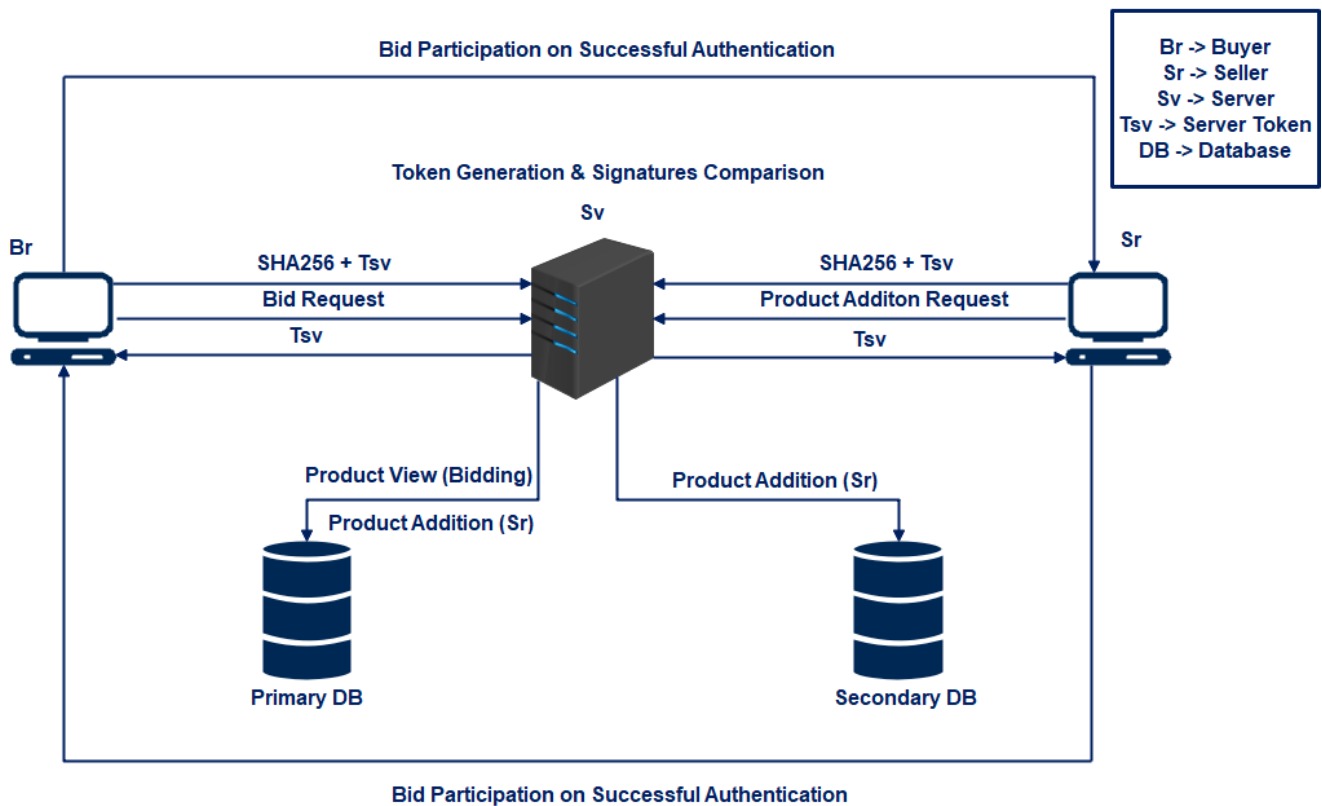 Bid Participation on Successful Authentication
Br -> Buyer
Sr -> Seller
Sv -> Server
Tsv -> Server Token
DB -> Database
Token Generation & Signatures Comparison
Sv
Br
Sr
SHA256 + Tsv
Bid Request
Tsv
SHA256 + Tsv
Product Additon Request
Tsv
Product View (Bidding)
Product Addition (Sr)
Product Addition (Sr)
Primary DB
Secondary DB
Bid Participation on Successful Authentication